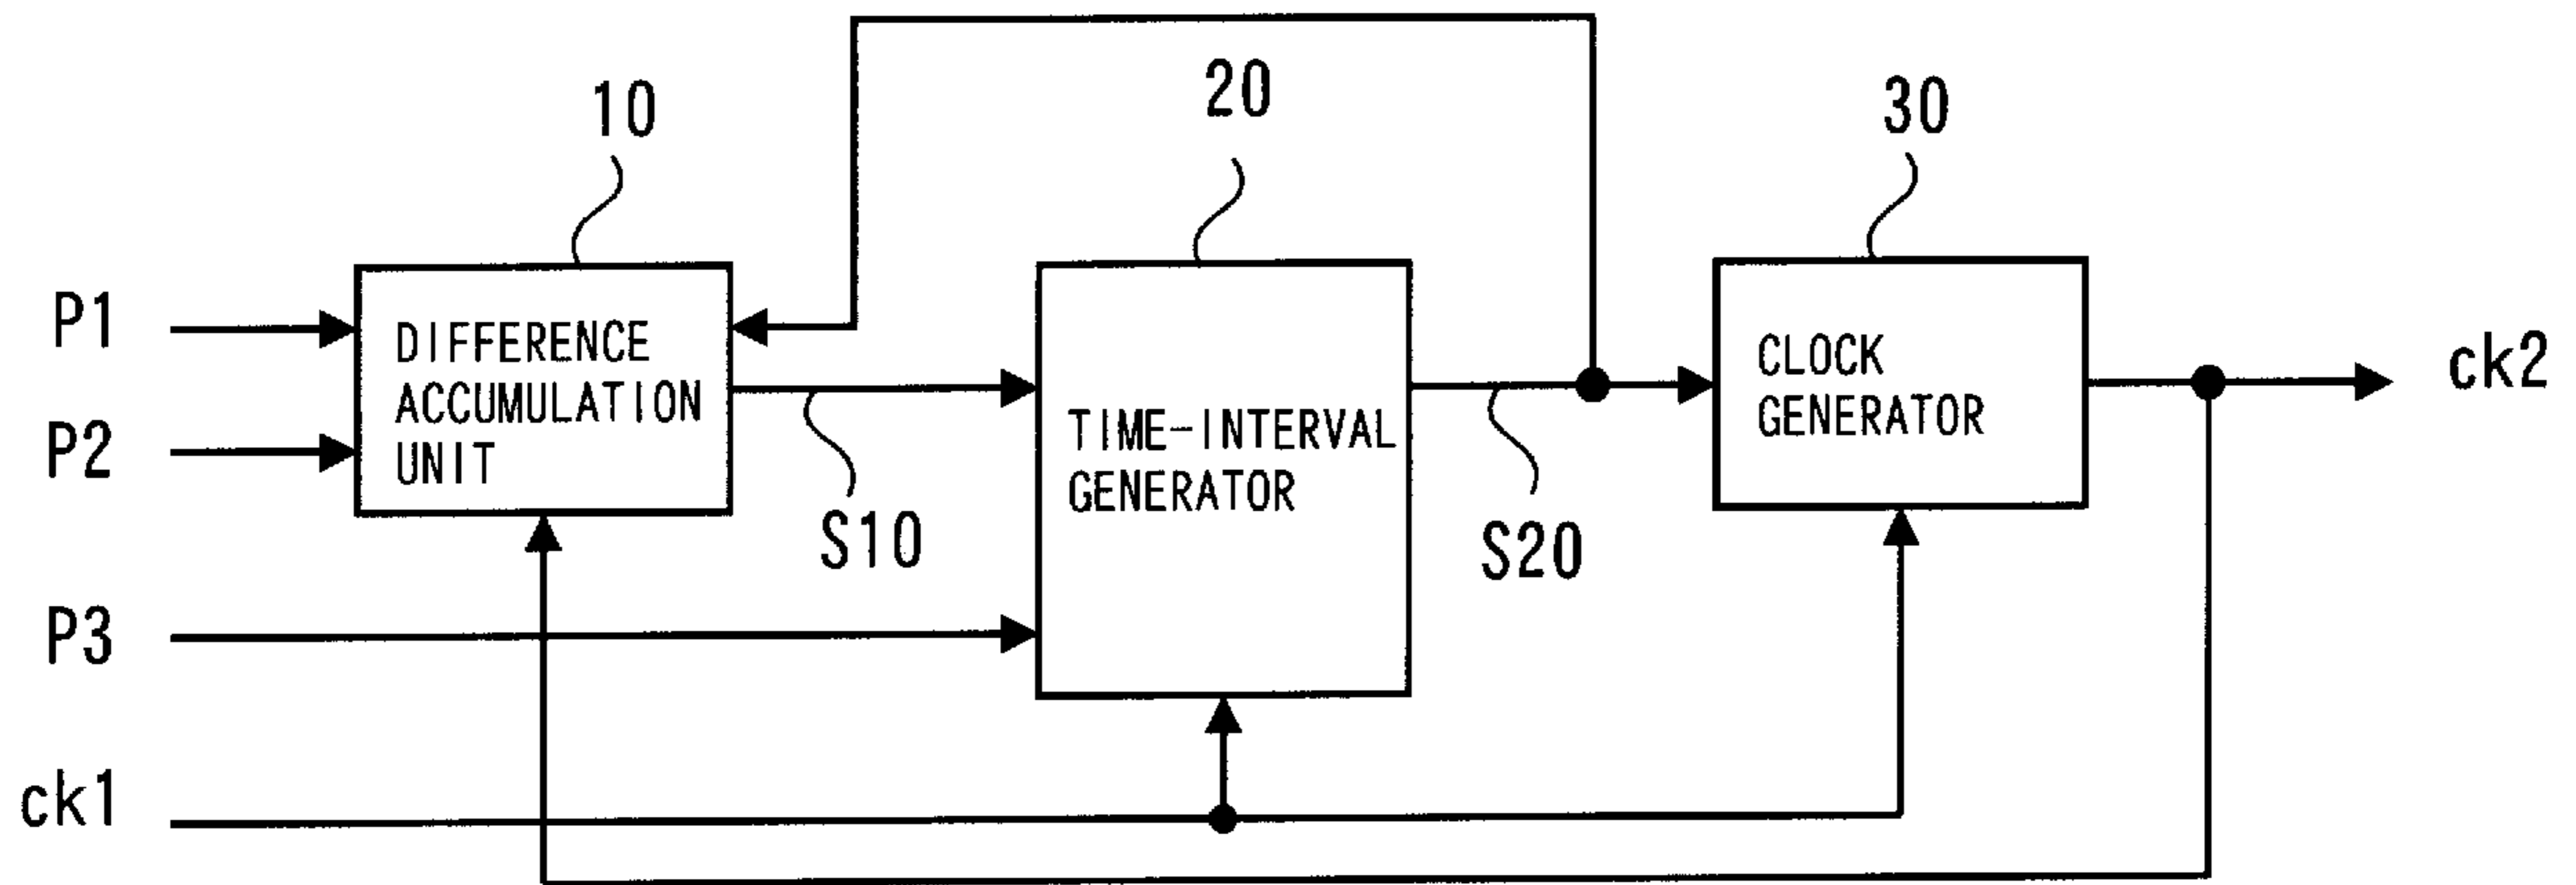 10
20
30
P1
P2
P3
ck1
DIFFERENCE
ACCUMULATION
UNIT
S10
TIME-INTERVAL
GENERATOR
S20
CLOCK
GENERATOR
ck2